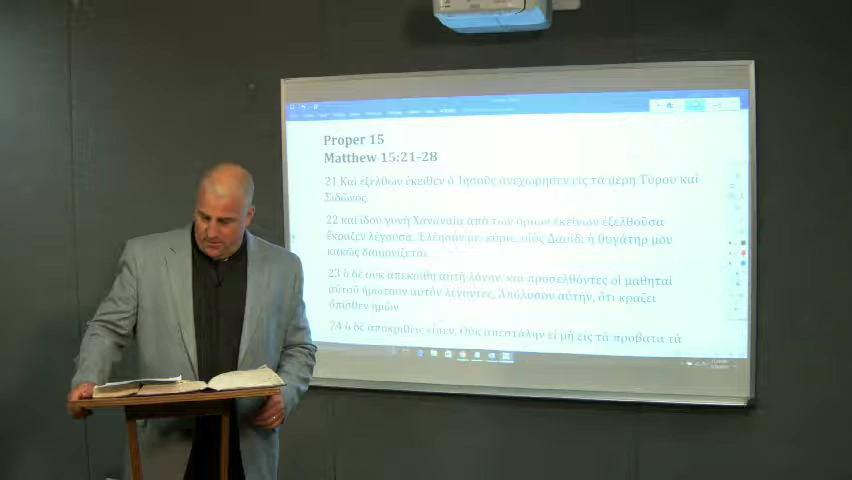 Proper 15
Matthew 15:21-28
21 Καὶ ἐξελθὼν ἐκεῖθεν ὁ Ἰησοῦς ἀνεχώρησεν εἰς τὰ μέρη Τύρου καὶ
Σιδῶνος.
22 καὶ ἰδοὺ γυνὴ Χαναναία ἀπὸ τῶν ὁρίων ἐκείνων ἐξελθοῦσα
ἔκραζεν λέγουσα, Ἐλέησόν με, κύριε, υἱὸς Δαυίδ· ἡ θυγάτηρ μου
κακῶς δαιμονίζεται.
23 ὁ δὲ οὐκ ἀπεκρίθη αὐτῇ λόγον. καὶ προσελθόντες οἱ μαθηταὶ
αὐτοῦ ἠρώτουν αὐτὸν λέγοντες, Ἀπόλυσον αὐτήν, ὅτι κράζει
ὄπισθεν ἡμῶν.
24 ὁ δὲ ἀποκριθεὶς εἶπεν, Οὐκ ἀπεστάλην εἰ μὴ εἰς τὰ πρόβατα τὰ